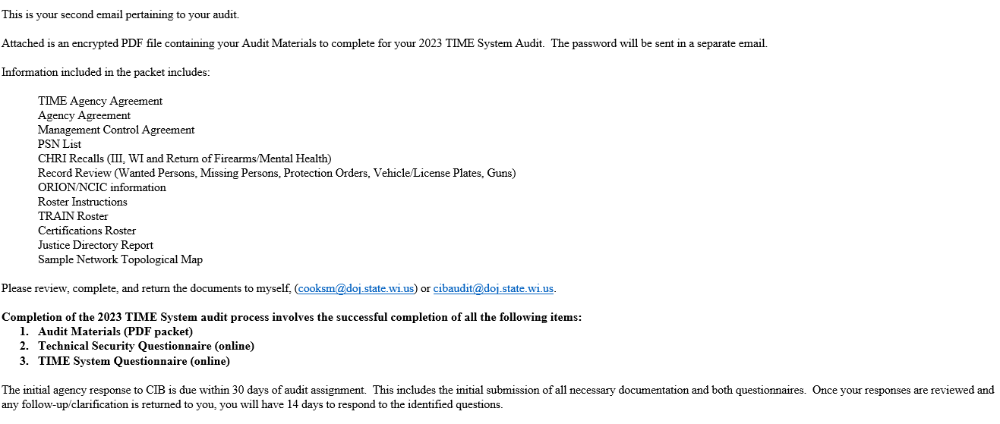 This is your second email pertaining to your audit.
Attached is an encrypted PDF file containing your Audit Materials to complete for your 2023 TIME System Audit.  The password will be sent in a separate email.
Information included in the packet includes:
TIME Agency Agreement
Agency Agreement
Management Control Agreement
PSN List
CHRI Recalls (III, WI and Return of Firearms/Mental Health)
Record Review (Wanted Persons, Missing Persons, Protection Orders, Vehicle/License Plates, Guns)
ORION/NCIC information
Roster Instructions
TRAIN Roster
Certifications Roster
Justice Directory Report
Sample Network Topological Map
Please review, complete, and return the documents to myself, (cooksm@doj.state.wi.us) or cibaudit@doj.state.wi.us.
Completion of the 2023 TIME System audit process involves the successful completion of all the following items:
1. Audit Materials (PDF packet)
2. Technical Security Questionnaire (online)
3. TIME System Questionnaire (online)
The initial agency response to CIB is due within 30 days of audit assignment.  This includes the initial submission of all necessary documentation and both questionnaires.  Once your responses are reviewed and
any follow-up/clarification is returned to you, you will have 14 days to respond to the identified questions.